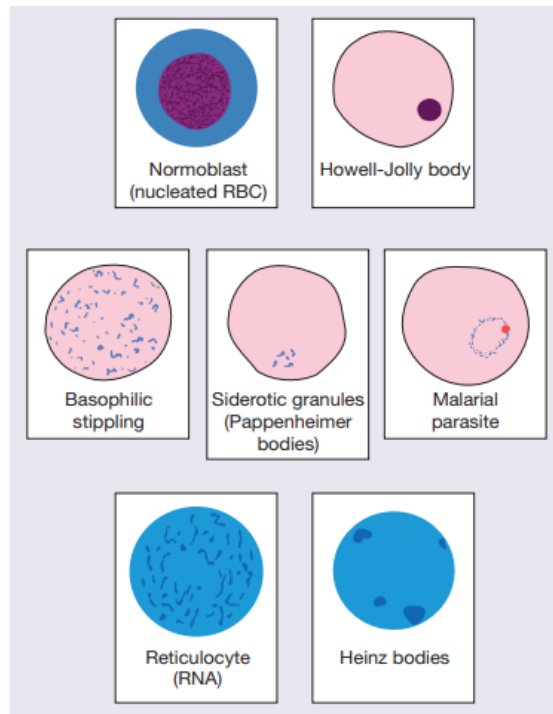 Normoblast
(nucleated RBC)
Howell-Jolly body
Basophilic
stippling
Siderotic granules
(Pappenheimer
bodies)
Malarial
parasite
Reticulocyte
(RNA)
Heinz bodies